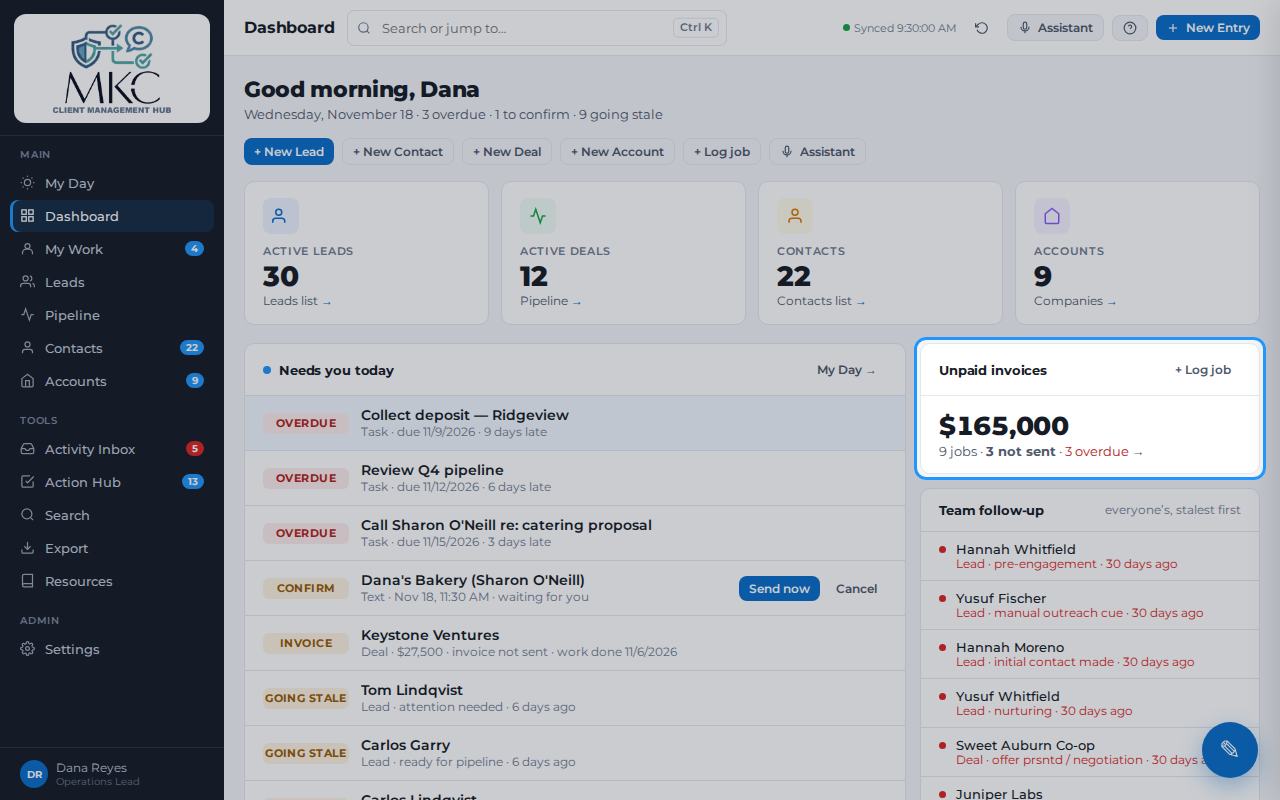 MKC
CLIENT MANAGEMENT HUB
MAIN
My Day
Dashboard
My Work 4
Leads
Pipeline
Contacts 22
Accounts 9
TOOLS
Activity Inbox 5
Action Hub 13
Search
Export
Resources
ADMIN
Settings
DR Dana Reyes
Operations Lead
Dashboard
Search or jump to...
Ctrl K
Synced 9:30:00 AM
Assistant
+ New Entry
Good morning, Dana
Wednesday, November 18 · 3 overdue · 1 to confirm · 9 going stale
+ New Lead
+ New Contact
+ New Deal
+ New Account
+ Log job
Assistant
ACTIVE LEADS
30
Leads list →
ACTIVE DEALS
12
Pipeline →
CONTACTS
22
Contacts list →
ACCOUNTS
9
Companies →
Needs you today
My Day →
OVERDUE
Collect deposit — Ridgeview
Task · due 11/9/2026 · 9 days late
OVERDUE
Review Q4 pipeline
Task · due 11/12/2026 · 6 days late
OVERDUE
Call Sharon O'Neill re: catering proposal
Task · due 11/15/2026 · 3 days late
CONFIRM
Dana's Bakery (Sharon O'Neill)
Text · Nov 18, 11:30 AM · waiting for you
Send now
Cancel
INVOICE
Keystone Ventures
Deal · $27,500 · invoice not sent · work done 11/6/2026
GOING STALE
Tom Lindqvist
Lead · attention needed · 6 days ago
GOING STALE
Carlos Garry
Lead · ready for pipeline · 6 days ago
Carlos Lindqvist
Unpaid invoices
+ Log job
$165,000
9 jobs · 3 not sent · 3 overdue →
Team follow-up
everyone's, stalest first
Hannah Whitfield
Lead · pre-engagement · 30 days ago
Yusuf Fischer
Lead · manual outreach cue · 30 days ago
Hannah Moreno
Lead · initial contact made · 30 days ago
Yusuf Whitfield
Lead · nurturing · 30 days ago
Sweet Auburn Co-op
Deal · offer prsntd / negotiation · 30 days
Juniper Labs